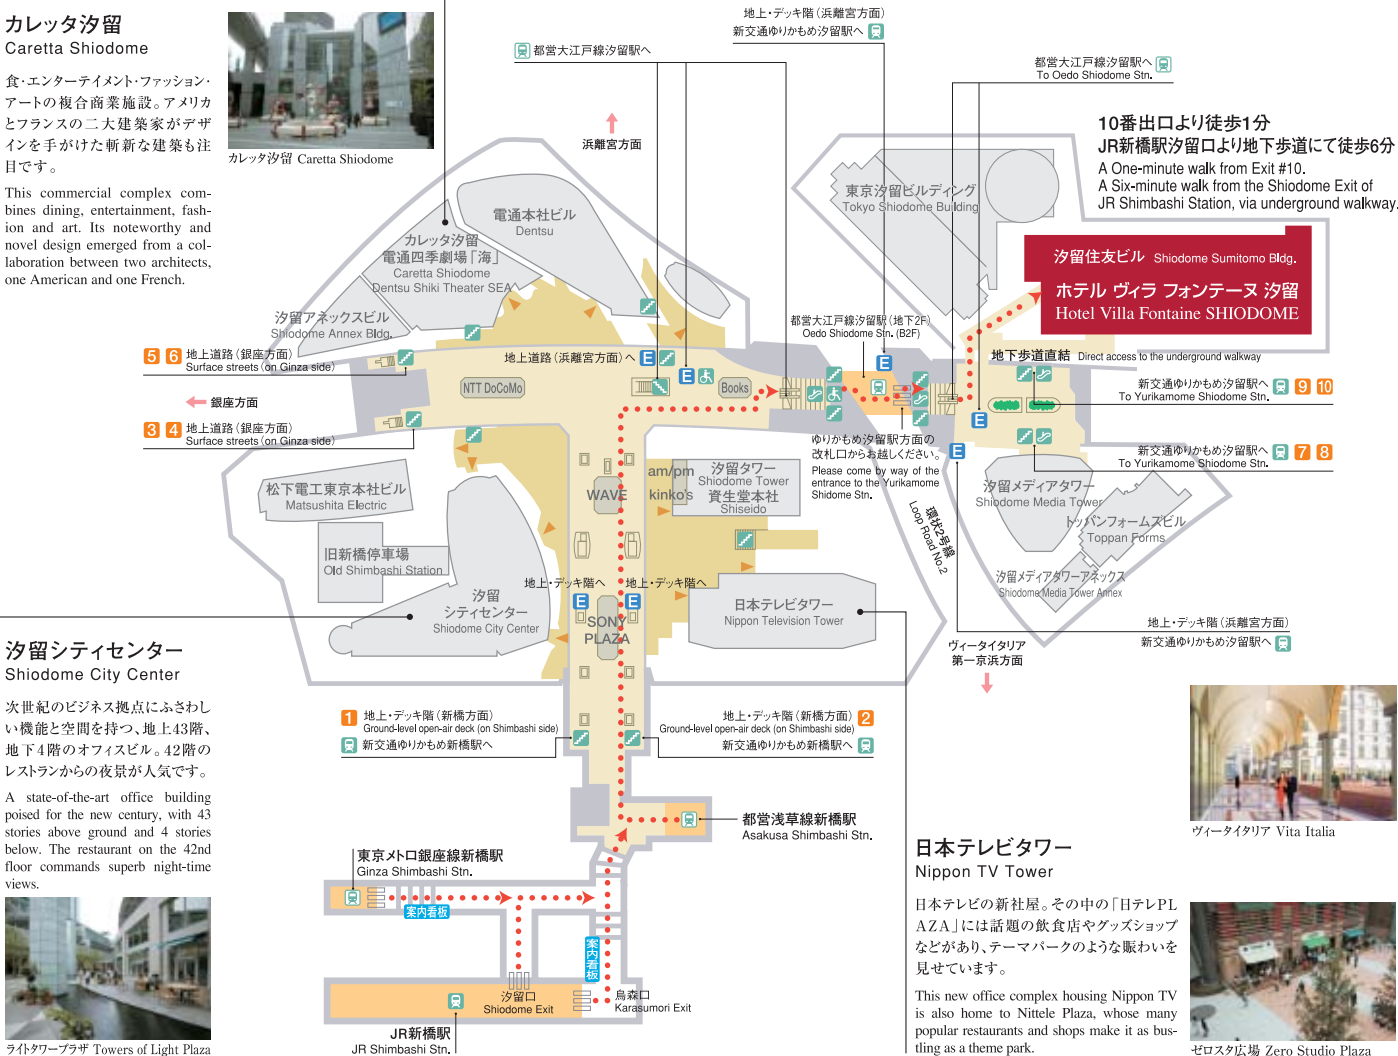 カレッタ汐留
Caretta Shiodome
食・エンターテイメント・ファッション・
アートの複合商業施設。アメリカ
とフランスの二大建築家がデザ
インを手がけた斬新な建築も注
目です。
This commercial complex com-
bines dining, entertainment, fash-
ion and art. Its noteworthy and
novel design emerged from a col-
laboration between two architects,
one American and one French.
カレッタ汐留 Caretta Shiodome
都営大江戸線汐留駅へ
地上・デッキ階（浜離宮方面）
新交通ゆりかもめ汐留駅へ
都営大江戸線汐留駅へ
To Oedo Shiodome Stn.
10番出口より徒歩1分
JR新橋駅汐留口より地下歩道にて徒歩6分
A One-minute walk from Exit #10.
A Six-minute walk from the Shiodome Exit of
JR Shimbashi Station, via underground walkway.
浜離宮方面
東京汐留ビルディング
Tokyo Shiodome Building
電通本社ビル
Dentsu
カレッタ汐留
電通四季劇場「海」
Caretta Shiodome
Dentsu Shiki Theater SEA
汐留アネックスビル
Shiodome Annex Bldg.
汐留住友ビル Shiodome Sumitomo Bldg.
ホテル ヴィラ フォンテーヌ 汐留
Hotel Villa Fontaine SHIODOME
都営大江戸線汐留駅（地下2F）
Oedo Shiodome Stn. (B2F)
地下歩道直結 Direct access to the underground walkway
5 6 地上道路（銀座方面）
Surface streets (on Ginza side)
地上道路（浜離宮方面）へ E
E
E
NTT DoCoMo
Books
銀座方面
3 4 地上道路（銀座方面）
Surface streets (on Ginza side)
新交通ゆりかもめ汐留駅へ 9 10
To Yurikamome Shiodome Stn.
E
E
新交通ゆりかもめ汐留駅へ 7 8
To Yurikamome Shiodome Stn.
ゆりかもめ汐留駅方面の
改札口からお越しください。
Please come by way of the
entrance to the Yurikamome
Shidome Stn.
松下電工東京本社ビル
Matsushita Electric
WAVE
am/pm
kinko's
汐留タワー
Shiodome Tower
資生堂本社
Shiseido
環状2号線
Loop Road No.2
汐留メディアタワー
Shiodome Media Tower
トッパンフォームズビル
Toppan Forms
汐留メディアタワーアネックス
Shiodome Media Tower Annex
旧新橋停車場
Old Shimbashi Station
地上・デッキ階へ
E
地上・デッキ階へ
E
汐留
シティセンター
Shiodome City Center
SONY
PLAZA
日本テレビタワー
Nippon Television Tower
地上・デッキ階（浜離宮方面）
新交通ゆりかもめ汐留駅へ
ヴィータイタリア
第一京浜方面
汐留シティセンター
Shiodome City Center
次世紀のビジネス拠点にふさわし
い機能と空間を持つ、地上43階、
地下4階のオフィスビル。42階の
レストランからの夜景が人気です。
A state-of-the-art office building
poised for the new century, with 43
stories above ground and 4 stories
below. The restaurant on the 42nd
floor commands superb night-time
views.
ライトタワープラザ Towers of Light Plaza
1 地上・デッキ階（新橋方面）
Ground-level open-air deck (on Shimbashi side)
新交通ゆりかもめ新橋駅へ
地上・デッキ階（新橋方面） 2
Ground-level open-air deck (on Shimbashi side)
新交通ゆりかもめ新橋駅へ
都営浅草線新橋駅
Asakusa Shimbashi Stn.
東京メトロ銀座線新橋駅
Ginza Shimbashi Stn.
案内看板
案内看板
汐留口
Shiodome Exit
烏森口
Karasumori Exit
JR新橋駅
JR Shimbashi Stn.
日本テレビタワー
Nippon TV Tower
日本テレビの新社屋。その中の「日テレPL
AZA」には話題の飲食店やグッズショップ
などがあり、テーマパークのような賑わいを
見せています。
This new office complex housing Nippon TV
is also home to Nittele Plaza, whose many
popular restaurants and shops make it as bus-
tling as a theme park.
ヴィータイタリア Vita Italia
ゼロスタ広場 Zero Studio Plaza